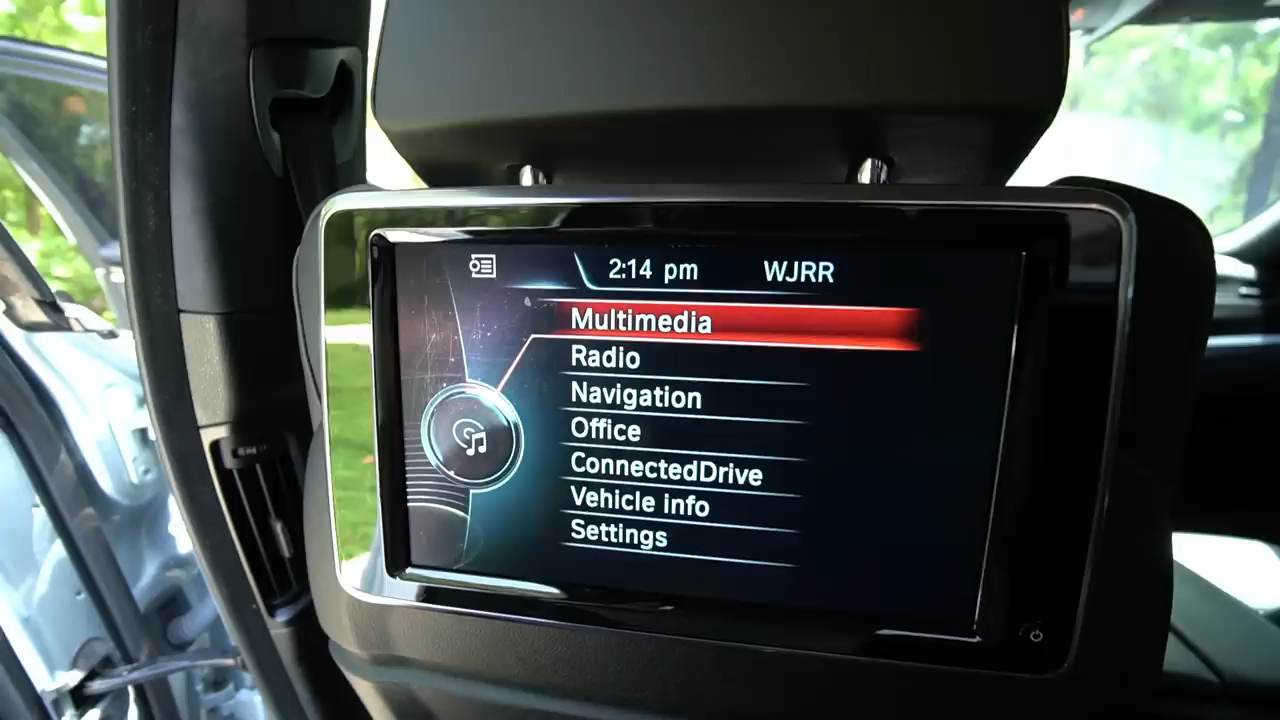 2:14 pm WJRR
Multimedia
Radio
Navigation
Office
ConnectedDrive
Vehicle info
Settings